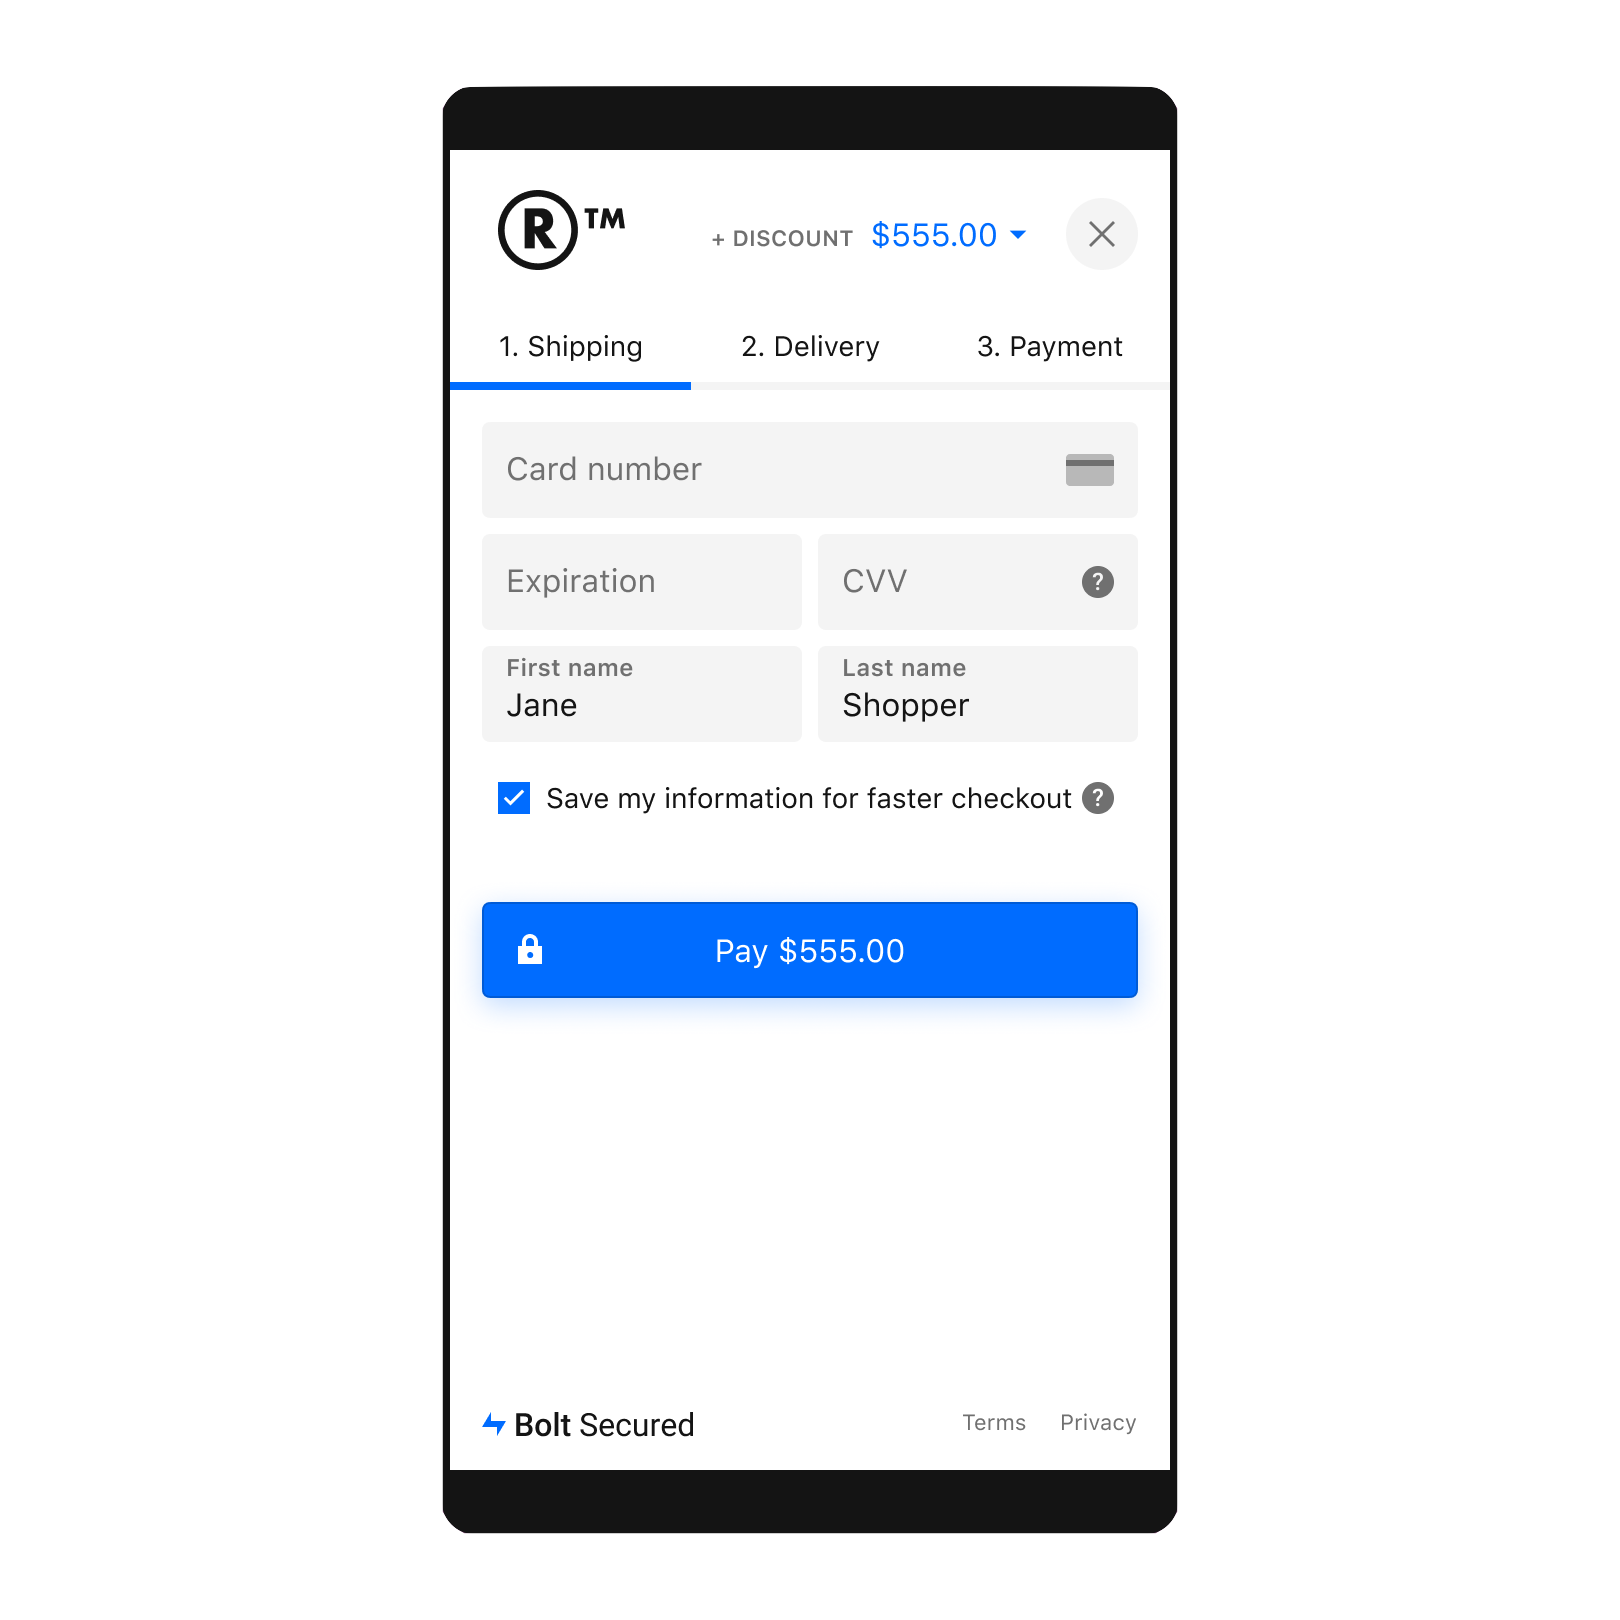 ®™
+ DISCOUNT $555.00
1. Shipping 2. Delivery 3. Payment
Card number
Expiration CVV ?
First name Last name
Jane Shopper
Save my information for faster checkout ?
Pay $555.00
Bolt Secured Terms Privacy